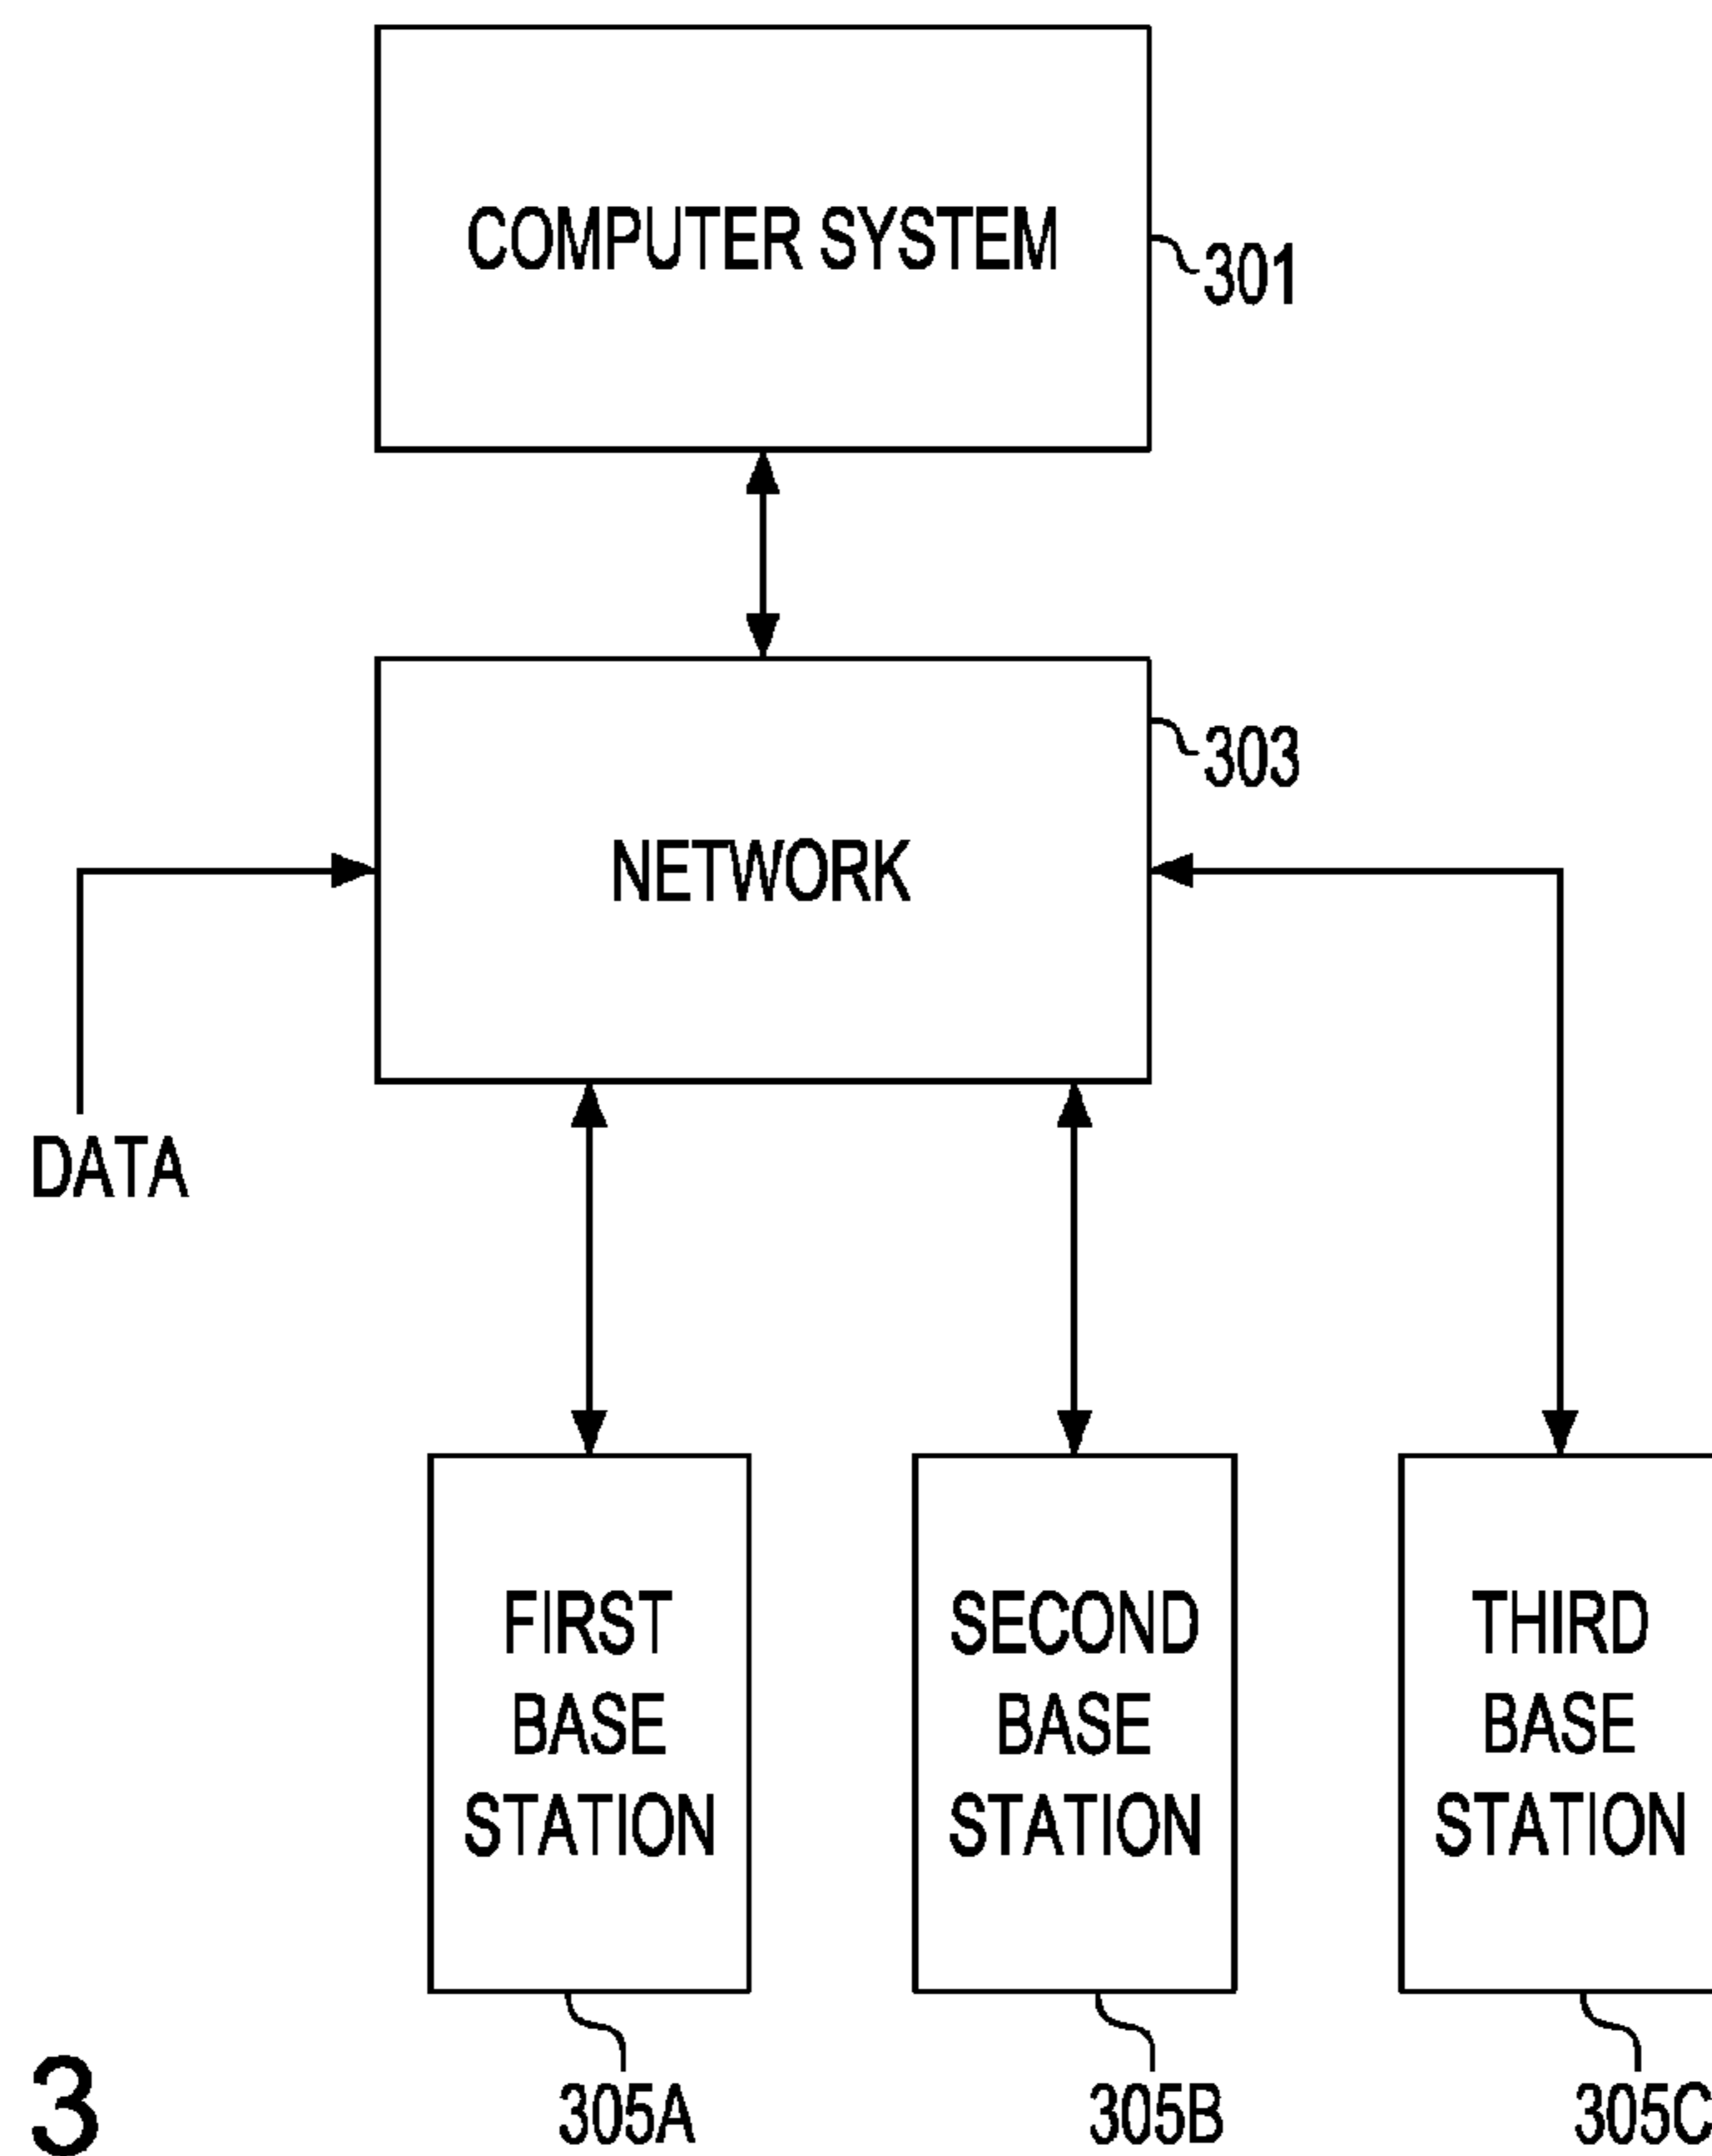 COMPUTER SYSTEM
301
303
NETWORK
DATA
FIRST
BASE
STATION
SECOND
BASE
STATION
THIRD
BASE
STATION
305A
305B
305C
3